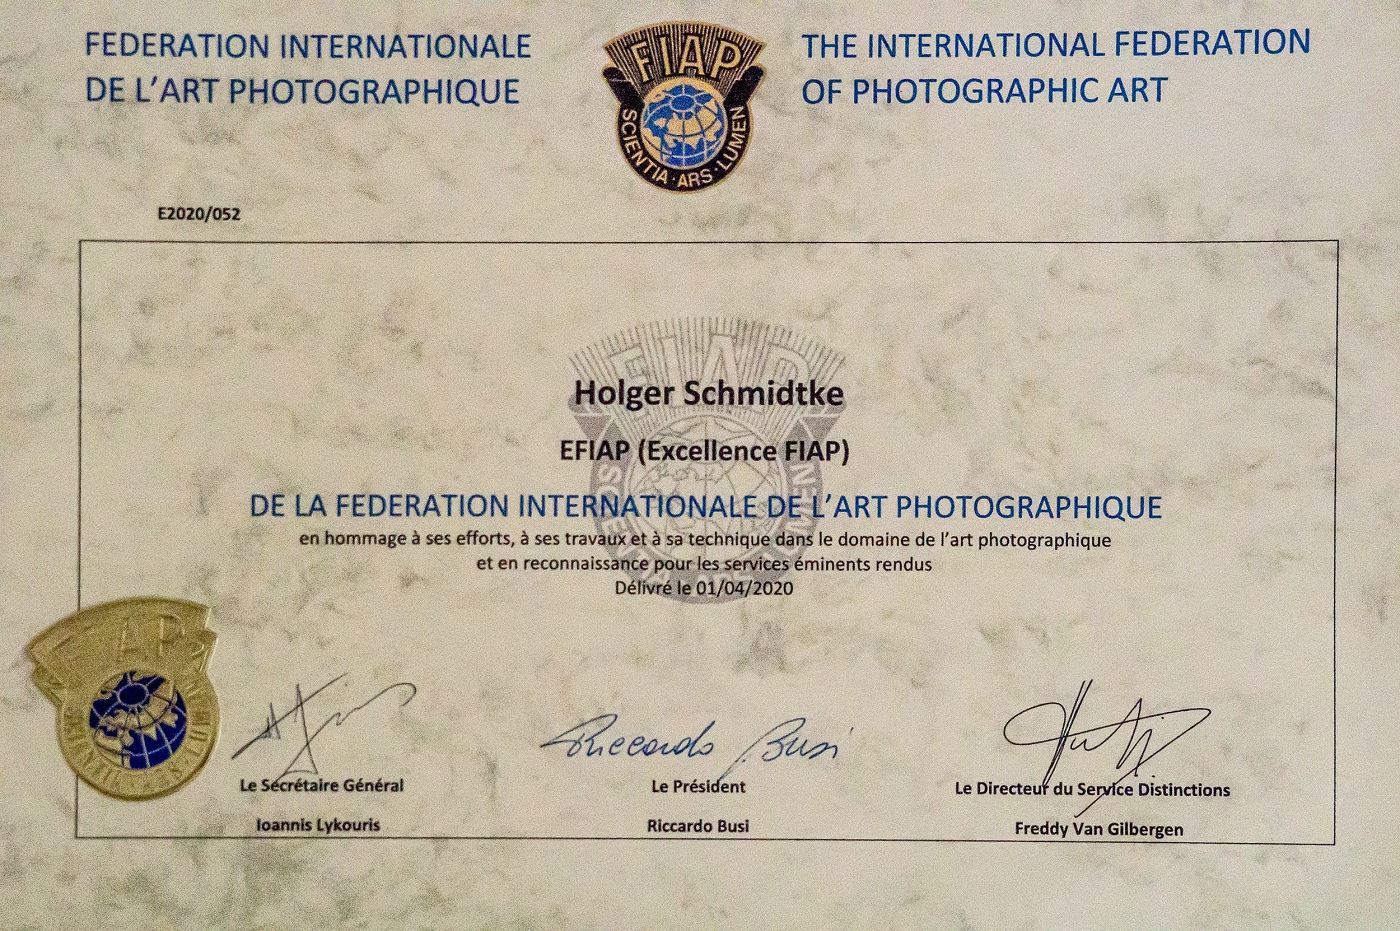 FEDERATION INTERNATIONALE
DE L’ART PHOTOGRAPHIQUE
FIAP
SCIENTIA · ARS · LUMEN
THE INTERNATIONAL FEDERATION
OF PHOTOGRAPHIC ART
E2020/052
Holger Schmidtke
EFIAP (Excellence FIAP)
DE LA FEDERATION INTERNATIONALE DE L’ART PHOTOGRAPHIQUE
en hommage à ses efforts, à ses travaux et à sa technique dans le domaine de l’art photographique
et en reconnaissance pour les services éminents rendus
Délivré le 01/04/2020
Riccardo Busi
Le Sécrétaire Général
Le Président
Le Directeur du Service Distinctions
Ioannis Lykouris
Riccardo Busi
Freddy Van Gilbergen